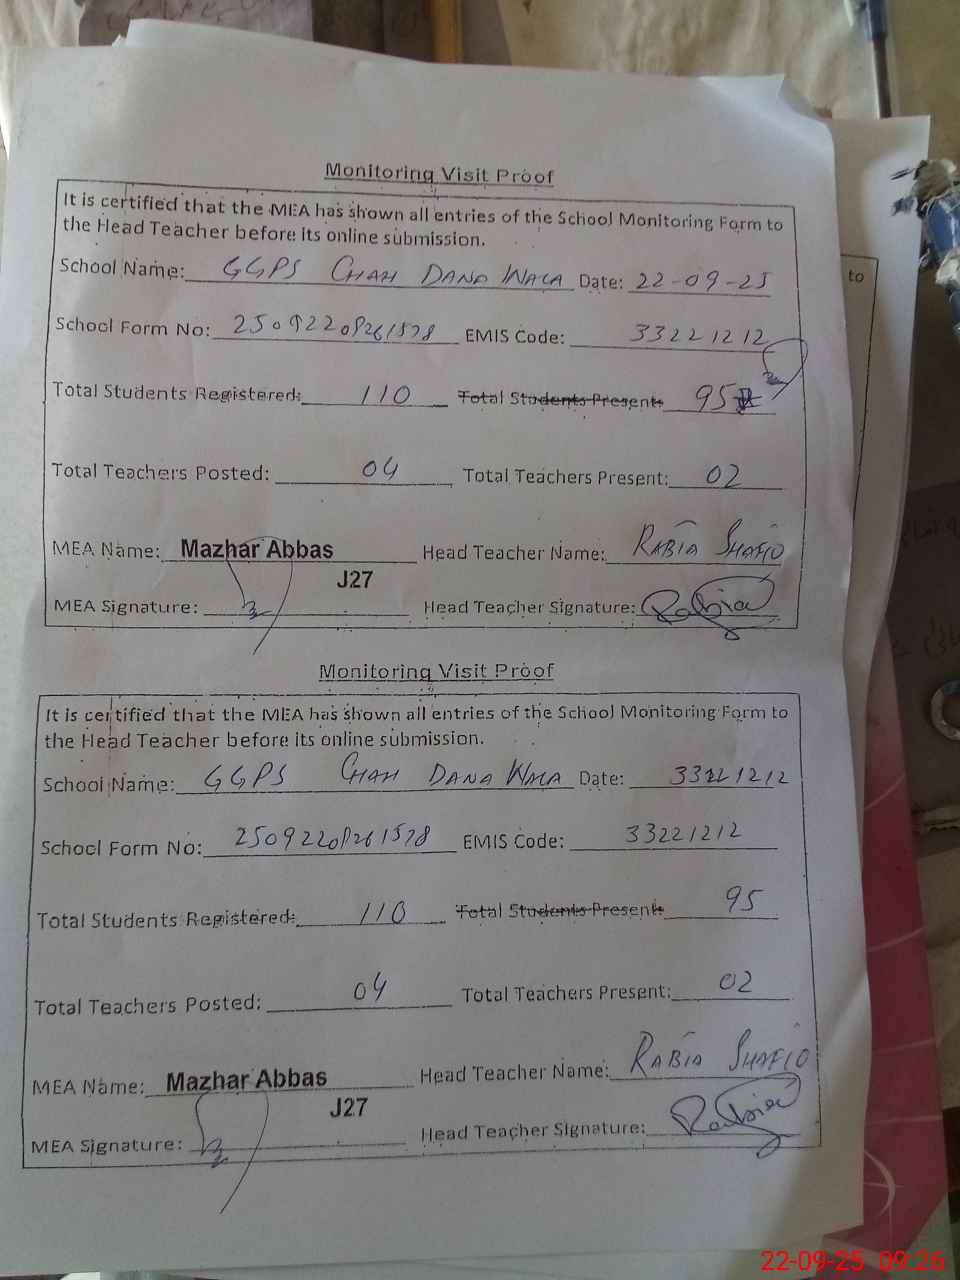 Monitoring Visit Proof
It is certified that the MEA has shown all entries of the School Monitoring Form to
the Head Teacher before its online submission.
School Name: GGPS CHAH DANA WALA Date: 22-09-25
School Form No: 25092208261578 EMIS Code: 33221212
Total Students Registered: 110 Total Students Present: 95
Total Teachers Posted: 04 Total Teachers Present: 02
MEA Name: Mazhar Abbas Head Teacher Name: RABIA SHAFIQ
J27
MEA Signature: Head Teacher Signature: Rabia
Monitoring Visit Proof
It is certified that the MEA has shown all entries of the School Monitoring Form to
the Head Teacher before its online submission.
School Name: GGPS CHAH DANA WALA Date: 33221212
School Form No: 25092208261578 EMIS Code: 33221212
Total Students Registered: 110 Total Students Present: 95
Total Teachers Posted: 04 Total Teachers Present: 02
MEA Name: Mazhar Abbas Head Teacher Name: RABIA SHAFIQ
J27
MEA Signature: Head Teacher Signature: Rabia
to
22-09-25 09:26